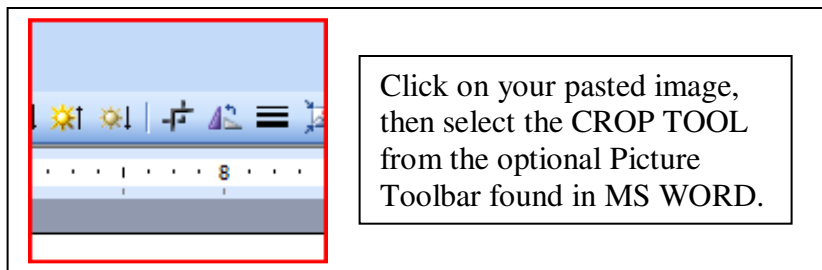 8
Click on your pasted image,
then select the CROP TOOL
from the optional Picture
Toolbar found in MS WORD.